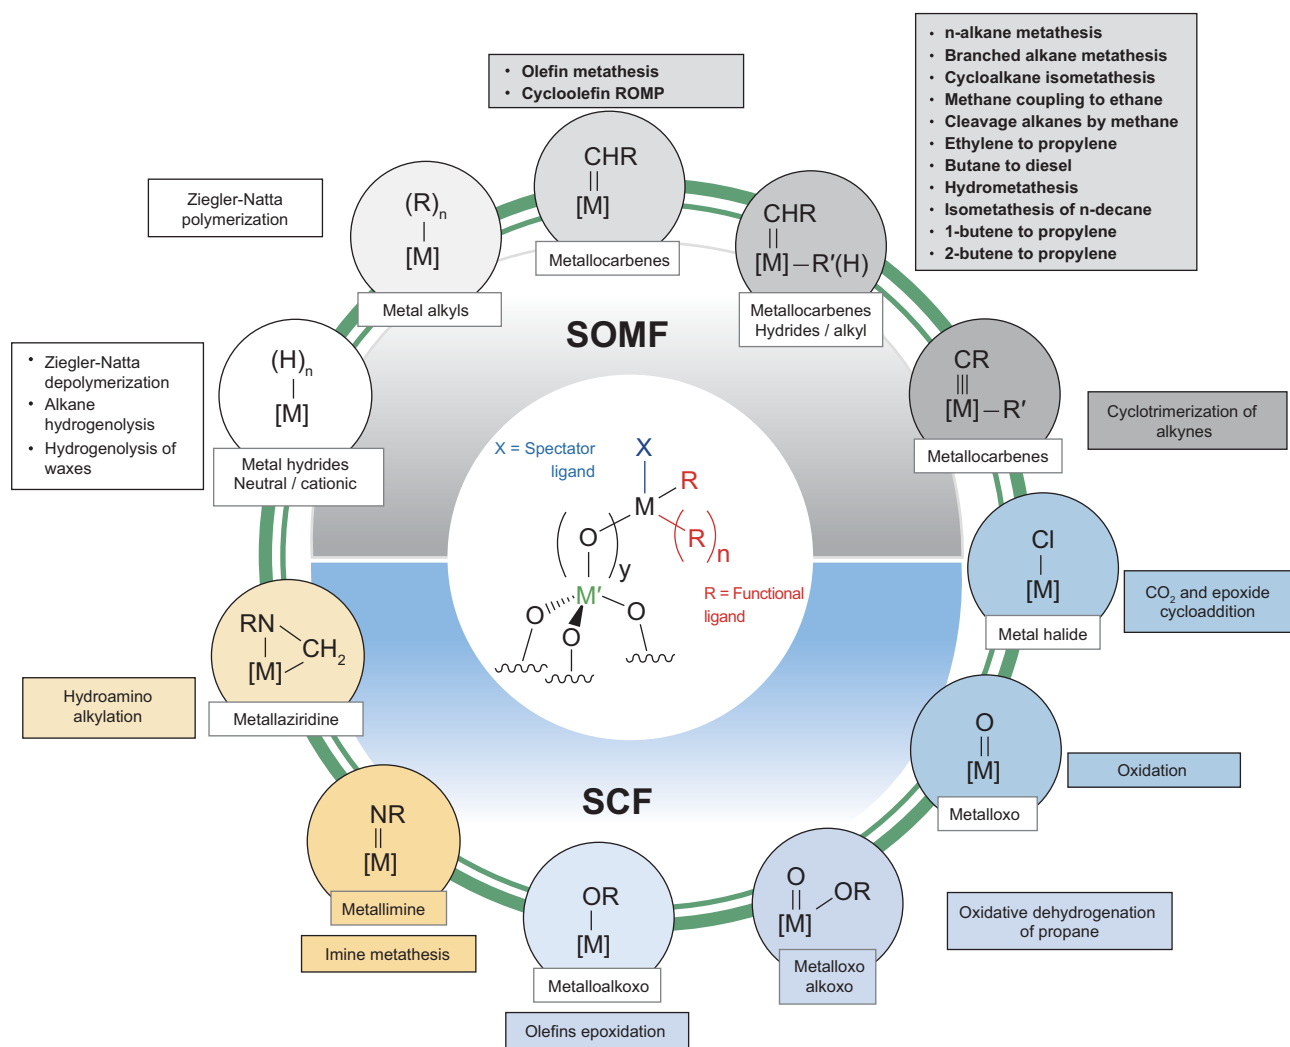 • Olefin metathesis
• Cycloolefin ROMP
• n-alkane metathesis
• Branched alkane metathesis
• Cycloalkane isometathesis
• Methane coupling to ethane
• Cleavage alkanes by methane
• Ethylene to propylene
• Butane to diesel
• Hydrometathesis
• Isometathesis of n-decane
• 1-butene to propylene
• 2-butene to propylene
Ziegler-Natta
polymerization
(R)n
[M]
Metal alkyls
CHR
[M]
Metallocarbenes
CHR
[M]–R′(H)
Metallocarbenes
Hydrides / alkyl
• Ziegler-Natta
depolymerization
• Alkane
hydrogenolysis
• Hydrogenolysis of
waxes
(H)n
[M]
Metal hydrides
Neutral / cationic
SOMF
CR
[M]–R′
Metallocarbenes
Cyclotrimerization of
alkynes
X = Spectator
ligand
X
R
M
(R)n
(O)y
M′
O
O
O
R = Functional
ligand
Cl
[M]
Metal halide
CO2 and epoxide
cycloaddition
RN
CH2
[M]
Metallaziridine
Hydroamino
alkylation
O
[M]
Metalloxo
Oxidation
SCF
NR
[M]
Metallimine
Imine metathesis
OR
[M]
Metalloalkoxo
Olefins epoxidation
O
OR
[M]
Metalloxo
alkoxo
Oxidative dehydrogenation
of propane